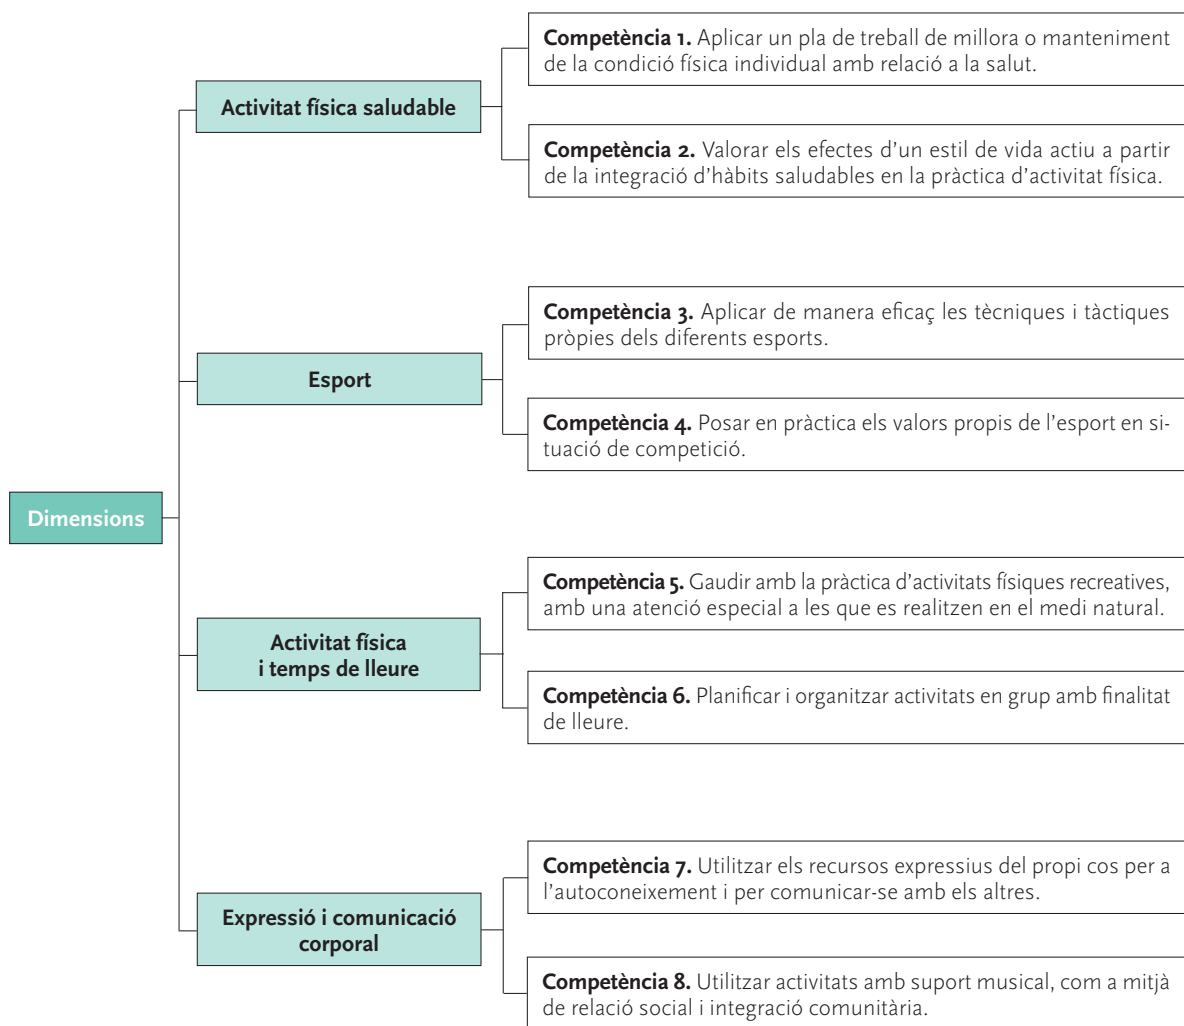 Competència 1. Aplicar un pla de treball de millora o manteniment
de la condició física individual amb relació a la salut.
Activitat física saludable
Competència 2. Valorar els efectes d'un estil de vida actiu a partir
de la integració d'hàbits saludables en la pràctica d'activitat física.
Competència 3. Aplicar de manera eficaç les tècniques i tàctiques
pròpies dels diferents esports.
Esport
Competència 4. Posar en pràctica els valors propis de l'esport en si-
tuació de competició.
Dimensions
Competència 5. Gaudir amb la pràctica d'activitats físiques recreatives,
amb una atenció especial a les que es realitzen en el medi natural.
Activitat física
i temps de lleure
Competència 6. Planificar i organitzar activitats en grup amb finalitat
de lleure.
Competència 7. Utilitzar els recursos expressius del propi cos per a
l'autoconeixement i per comunicar-se amb els altres.
Expressió i comunicació
corporal
Competència 8. Utilitzar activitats amb suport musical, com a mitjà
de relació social i integració comunitària.